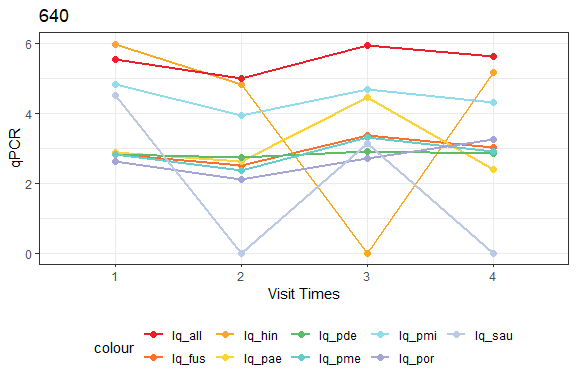 640
qPCR
6
4
2
0
1 2 3 4
Visit Times
colour
lq_all lq_hin lq_pde lq_pmi lq_sau
lq_fus lq_pae lq_pme lq_por